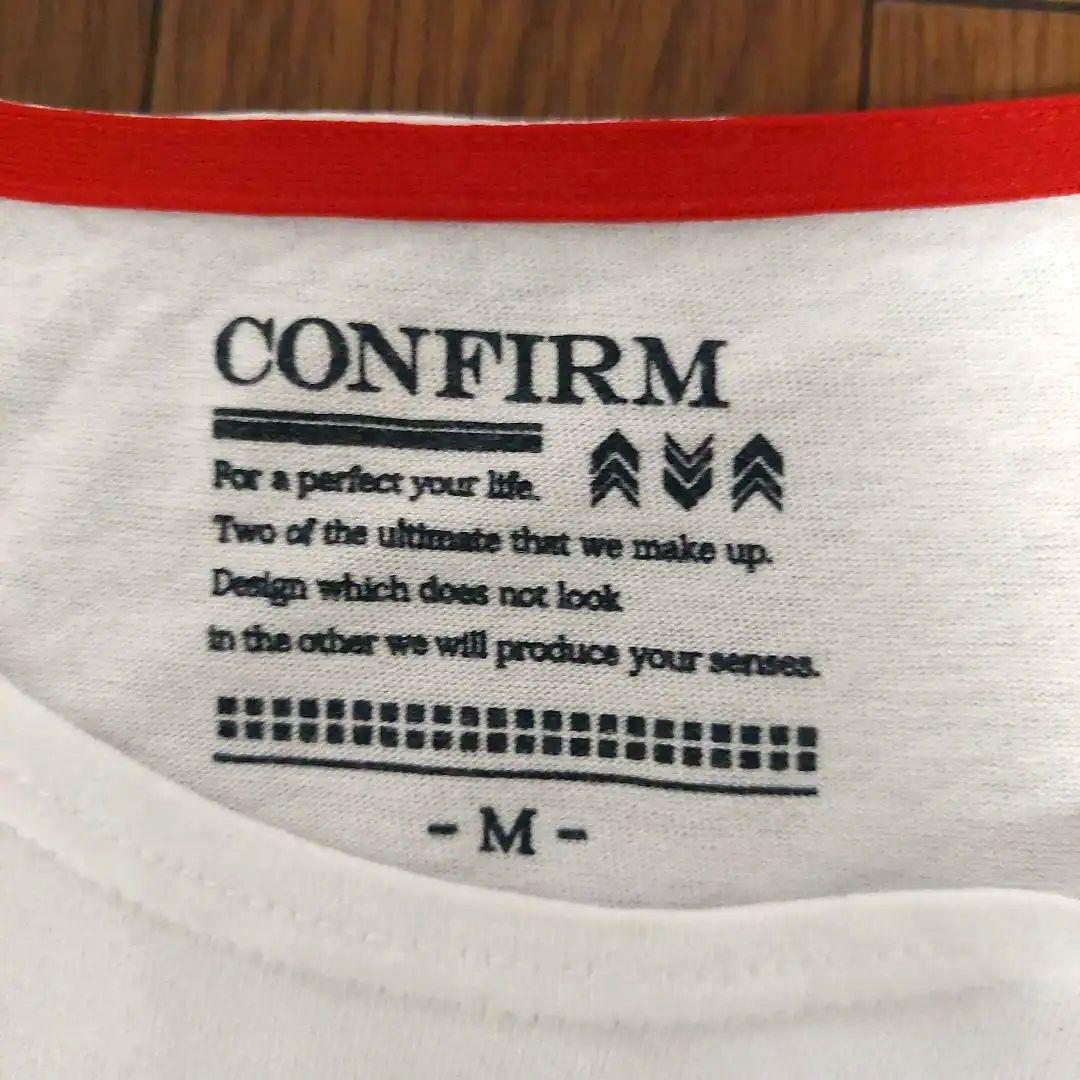 CONFIRM
For a perfect your life.
Two of the ultimate that we make up.
Design which does not look
in the other we will produce your senses.
- M -